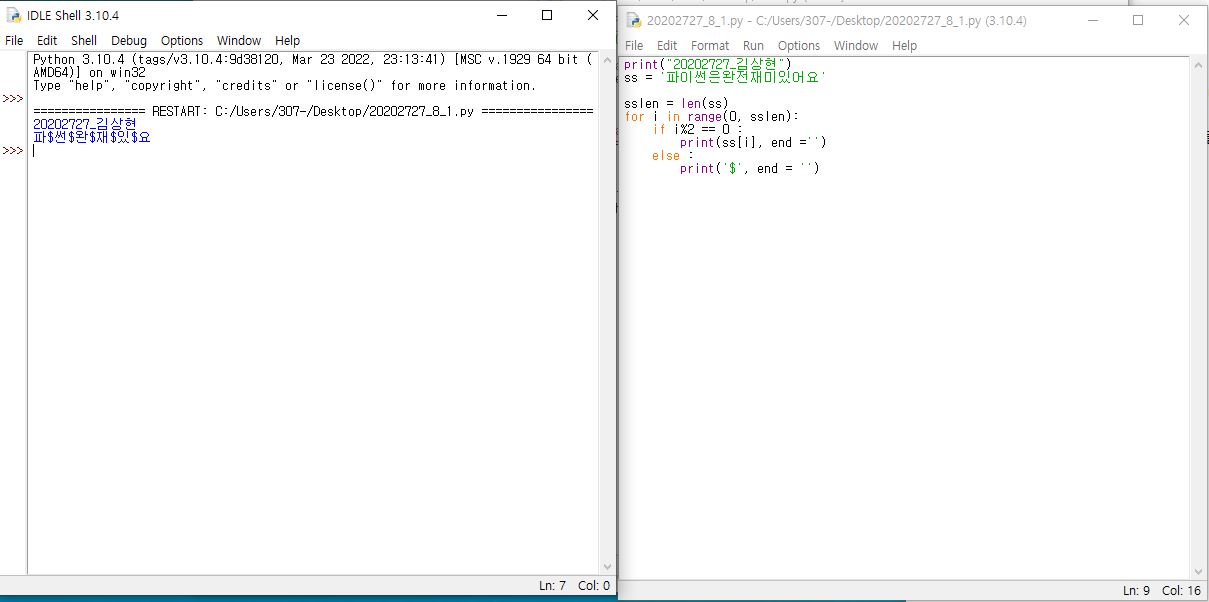 IDLE Shell 3.10.4
File Edit Shell Debug Options Window Help
Python 3.10.4 (tags/v3.10.4:9d38120, Mar 23 2022, 23:13:41) [MSC v.1929 64 bit (
AMD64)] on win32
Type "help", "copyright", "credits" or "license()" for more information.
>>>
================ RESTART: C:/Users/307-/Desktop/20202727_8_1.py ================
20202727_김상현
파$썬$완$재$있$요
>>>
Ln: 7 Col: 0
20202727_8_1.py - C:/Users/307-/Desktop/20202727_8_1.py (3.10.4)
File Edit Format Run Options Window Help
print("20202727_김상현")
ss = '파이썬은완전재미있어요'
sslen = len(ss)
for i in range(0, sslen):
    if i%2 == 0 :
        print(ss[i], end ='')
    else :
        print('$', end = '')
Ln: 9 Col: 16